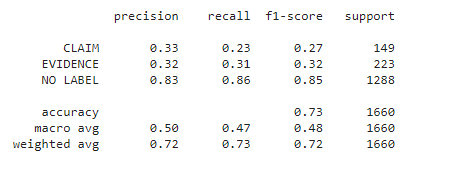 precision recall f1-score support
CLAIM 0.33 0.23 0.27 149
EVIDENCE 0.32 0.31 0.32 223
NO LABEL 0.83 0.86 0.85 1288
accuracy 0.73 1660
macro avg 0.50 0.47 0.48 1660
weighted avg 0.72 0.73 0.72 1660